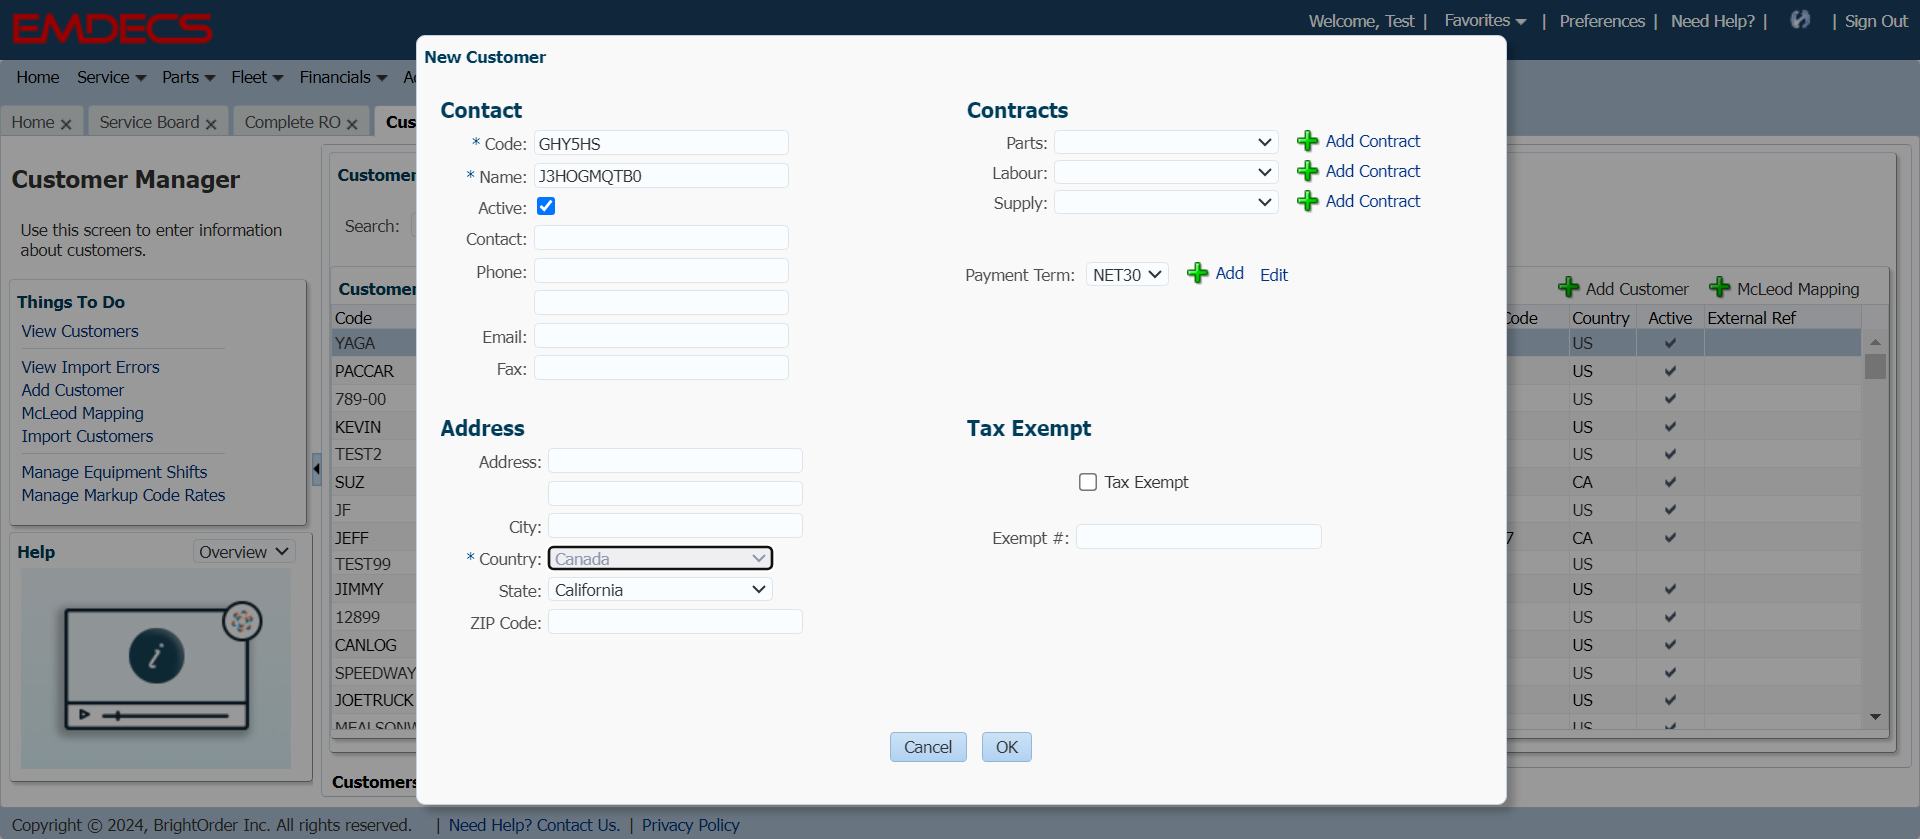 EMDECS
Welcome, Test | Favorites | Preferences | Need Help? | | Sign Out
Home Service Parts Fleet Financials
Home Service Board Complete RO
Customer Manager
Use this screen to enter information
about customers.
Things To Do
View Customers
View Import Errors
Add Customer
McLeod Mapping
Import Customers
Manage Equipment Shifts
Manage Markup Code Rates
Help Overview
Search:
Code
YAGA
PACCAR
789-00
KEVIN
TEST2
SUZ
JF
JEFF
TEST99
JIMMY
12899
CANLOG
SPEEDWAY
JOETRUCK
Customers
New Customer
Contact
* Code: GHY5HS
* Name: J3HOGMQTB0
Active:
Contact:
Phone:
Email:
Fax:
Address
Address:
City:
* Country: Canada
State: California
ZIP Code:
Contracts
Parts: Add Contract
Labour: Add Contract
Supply: Add Contract
Payment Term: NET30 Add Edit
Tax Exempt
Tax Exempt
Exempt #:
Cancel OK
Add Customer McLeod Mapping
Code Country Active External Ref
US
US
US
US
US
CA
US
7 CA
US
US
US
US
US
US
US
Copyright © 2024, BrightOrder Inc. All rights reserved. | Need Help? Contact Us. | Privacy Policy